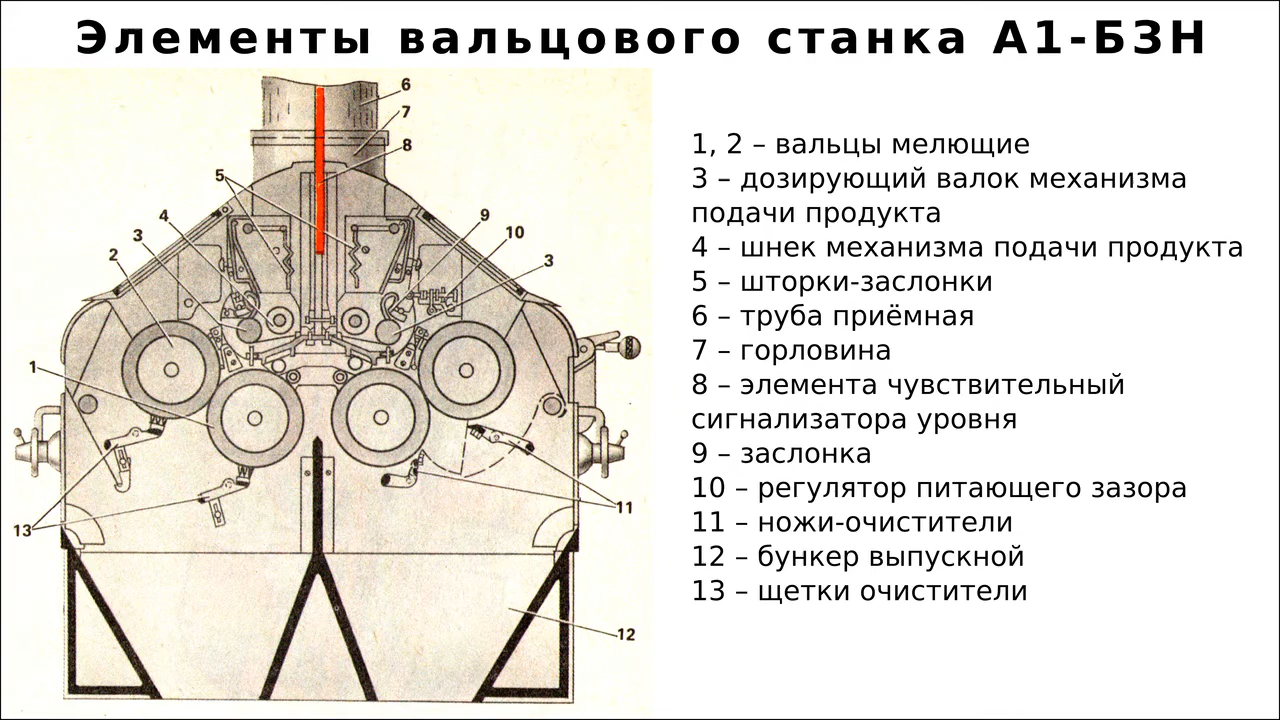 Элементы вальцового станка А1-БЗН
6
7
8
5
4
3
2
9
10
3
1
13
11
12
1, 2 – вальцы мелющие
3 – дозирующий валок механизма
подачи продукта
4 – шнек механизма подачи продукта
5 – шторки-заслонки
6 – труба приёмная
7 – горловина
8 – элемента чувствительный
сигнализатора уровня
9 – заслонка
10 – регулятор питающего зазора
11 – ножи-очистители
12 – бункер выпускной
13 – щетки очистители